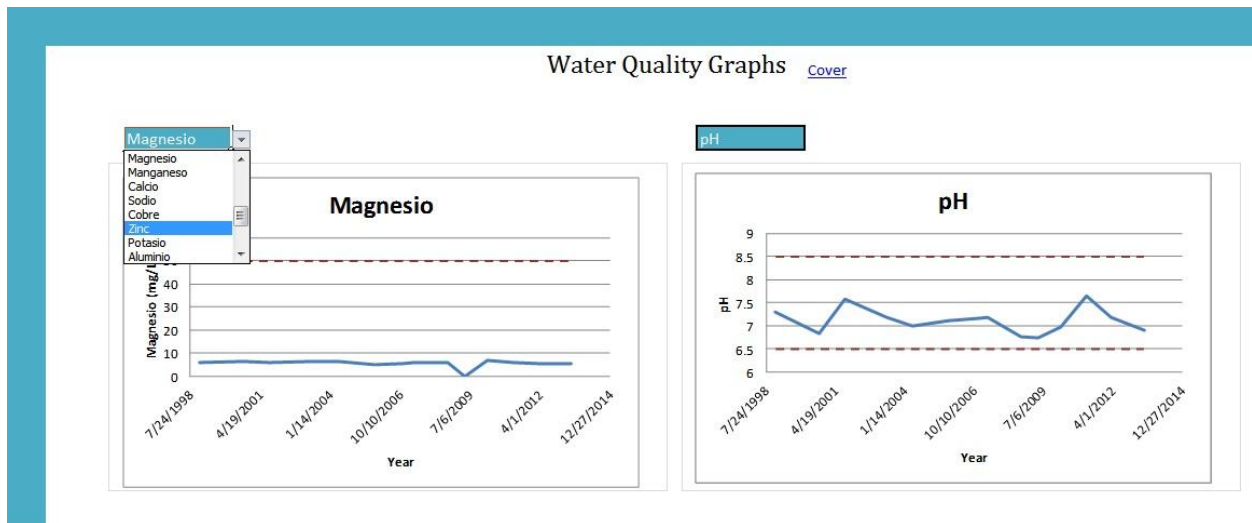 Water Quality Graphs Cover
Magnesio
Magnesio
Manganeso
Calcio
Sodio
Cobre
Zinc
Potasio
Aluminio
Magnesio
Magnesio (mg/L
40
30
20
10
0
7/24/1998
4/19/2001
1/14/2004
10/10/2006
7/6/2009
4/1/2012
12/27/2014
Year
pH
pH
pH
9
8.5
8
7.5
7
6.5
6
7/24/1998
4/19/2001
1/14/2004
10/10/2006
7/6/2009
4/1/2012
12/27/2014
Year